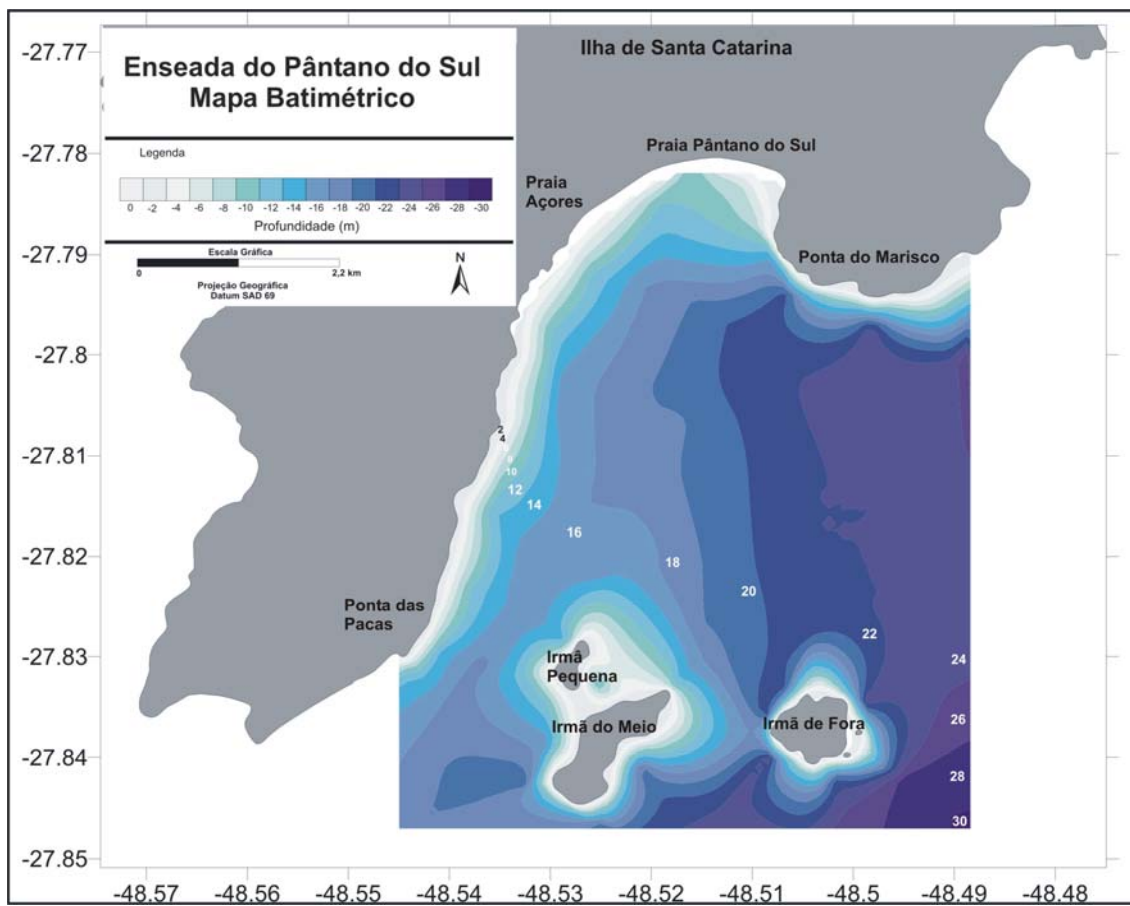 Enseada do Pântano do Sul
Mapa Batimétrico
Legenda
0 -2 -4 -6 -8 -10 -12 -14 -16 -18 -20 -22 -24 -26 -28 -30
Profundidade (m)
Escala Gráfica
0 2,2 km
Projeção Geográfica
Datum SAD 69
N
Ilha de Santa Catarina
Praia Pântano do Sul
Praia
Açores
Ponta do Marisco
2
4
10
12
14
16
18
20
22
24
26
28
30
Ponta das
Pacas
Irmã
Pequena
Irmã do Meio
Irmã de Fora
-27.77
-27.78
-27.79
-27.8
-27.81
-27.82
-27.83
-27.84
-27.85
-48.57 -48.56 -48.55 -48.54 -48.53 -48.52 -48.51 -48.5 -48.49 -48.48